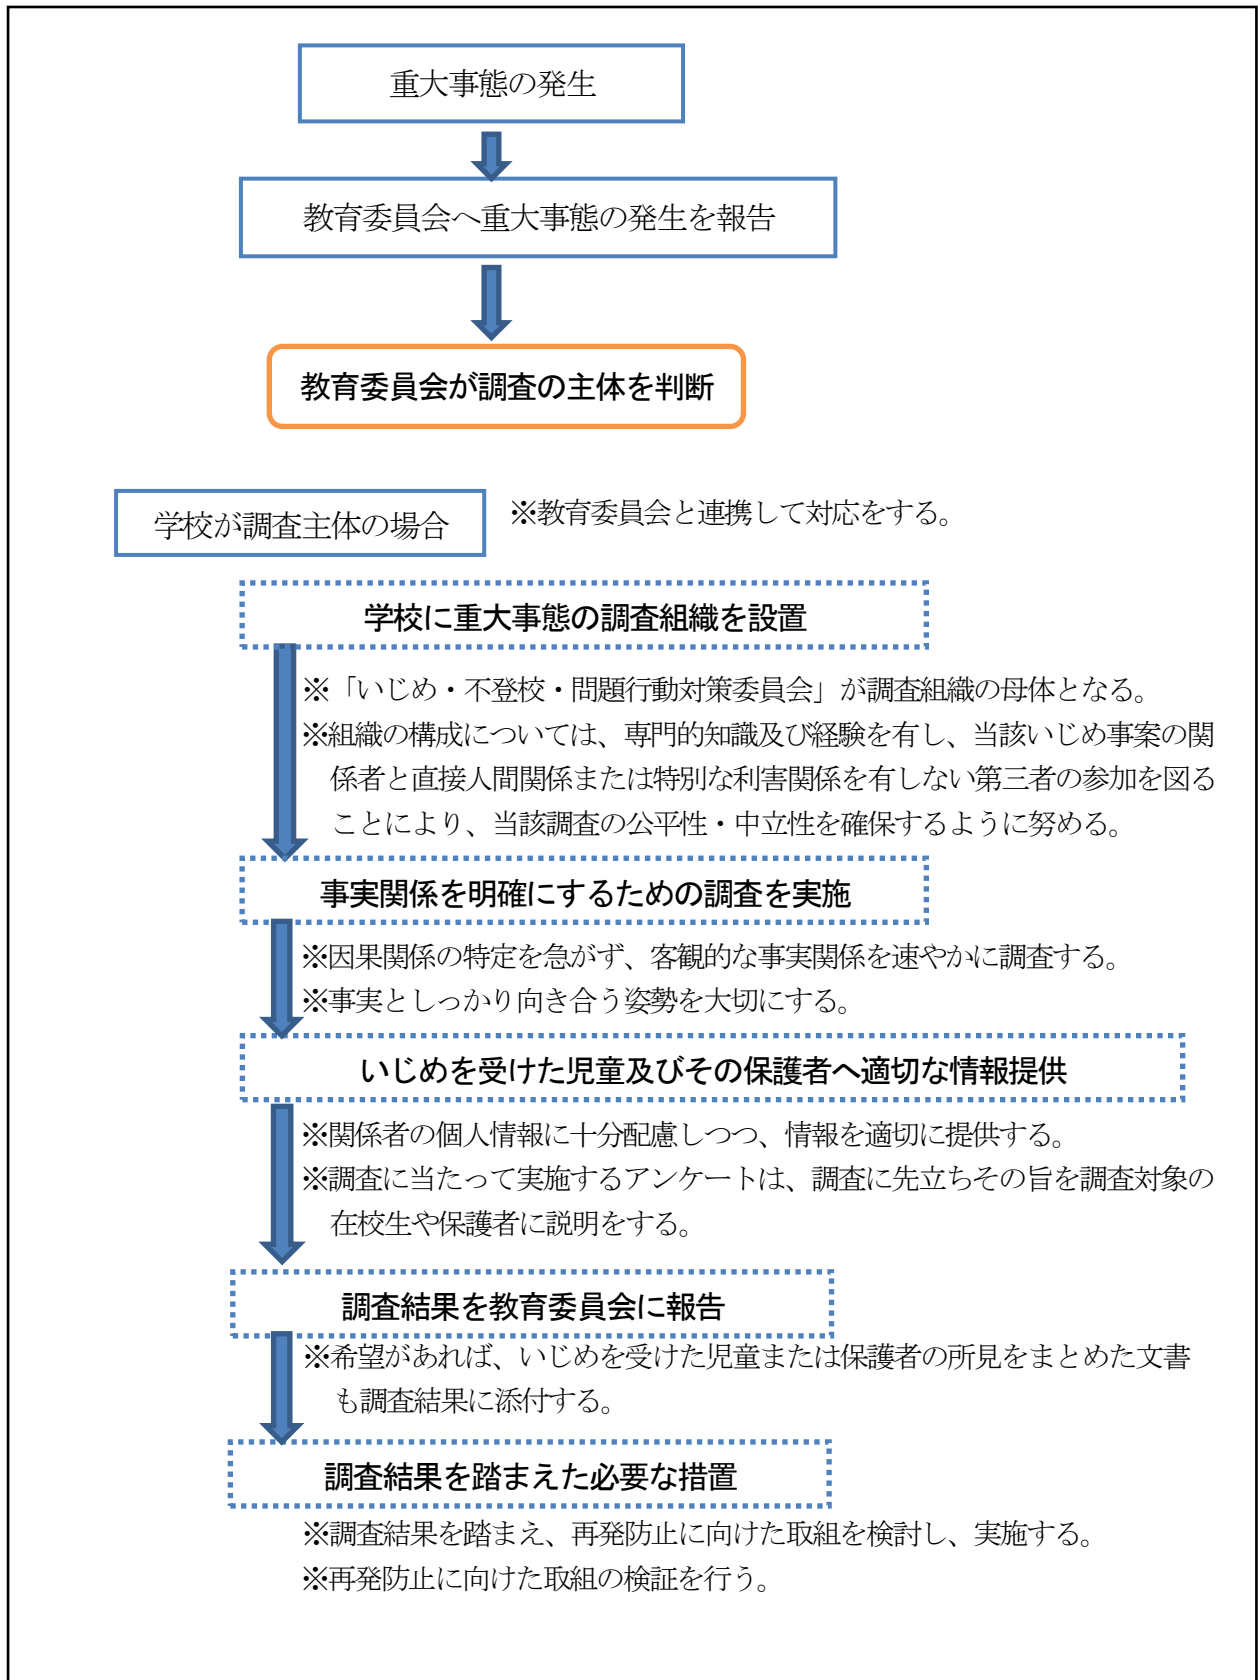 重大事態の発生
教育委員会へ重大事態の発生を報告
教育委員会が調査の主体を判断
学校が調査主体の場合
※教育委員会と連携して対応をする。
学校に重大事態の調査組織を設置
※「いじめ・不登校・問題行動対策委員会」が調査組織の母体となる。
※組織の構成については、専門的知識及び経験を有し、当該いじめ事案の関
係者と直接人間関係または特別な利害関係を有しない第三者の参加を図る
ことにより、当該調査の公平性・中立性を確保するように努める。
事実関係を明確にするための調査を実施
※因果関係の特定を急がず、客観的な事実関係を速やかに調査する。
※事実としっかり向き合う姿勢を大切にする。
いじめを受けた児童及びその保護者へ適切な情報提供
※関係者の個人情報に十分配慮しつつ、情報を適切に提供する。
※調査に当たって実施するアンケートは、調査に先立ちその旨を調査対象の
在校生や保護者に説明をする。
調査結果を教育委員会に報告
※希望があれば、いじめを受けた児童または保護者の所見をまとめた文書
も調査結果に添付する。
調査結果を踏まえた必要な措置
※調査結果を踏まえ、再発防止に向けた取組を検討し、実施する。
※再発防止に向けた取組の検証を行う。